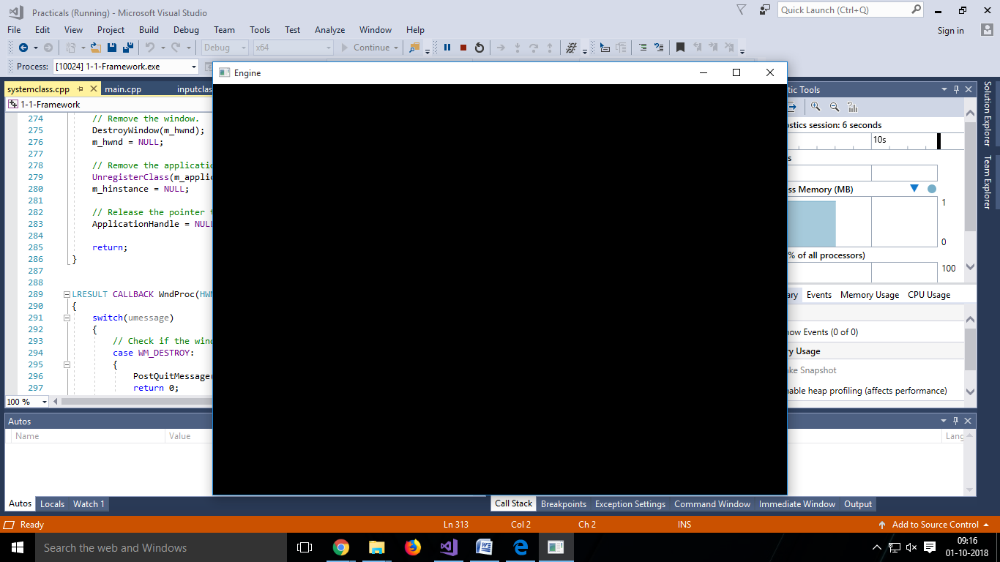 Practicals (Running) - Microsoft Visual Studio
Quick Launch (Ctrl+Q)
File Edit View Project Build Debug Team Tools Test Analyze Window Help
Sign in
Debug x64 Continue
Process: [10024] 1-1-Framework.exe
Engine
systemclass.cpp main.cpp inputclas
tic Tools
1-1-Framework
274 // Remove the window.
275 DestroyWindow(m_hwnd);
276 m_hwnd = NULL;
277
278 // Remove the applicatio
279 UnregisterClass(m_applic
280 m_hinstance = NULL;
281
282 // Release the pointer
283 ApplicationHandle = NULL
284
285 return;
286 }
287
288
289 LRESULT CALLBACK WndProc(HWN
290 {
291 switch(umessage)
292 {
293 // Check if the wind
294 case WM_DESTROY:
295 {
296 PostQuitMessage(
297 return 0;
100 %
ostics session: 6 seconds
10s
s
ss Memory (MB)
1
0
% of all processors)
100
ary Events Memory Usage CPU Usage
now Events (0 of 0)
ry Usage
ake Snapshot
nable heap profiling (affects performance)
Solution Explorer
Team Explorer
Autos
Name Value Lang
Autos Locals Watch 1
Call Stack Breakpoints Exception Settings Command Window Immediate Window Output
Ready Ln 313 Col 2 Ch 2 INS Add to Source Control
Search the web and Windows
09:16
01-10-2018